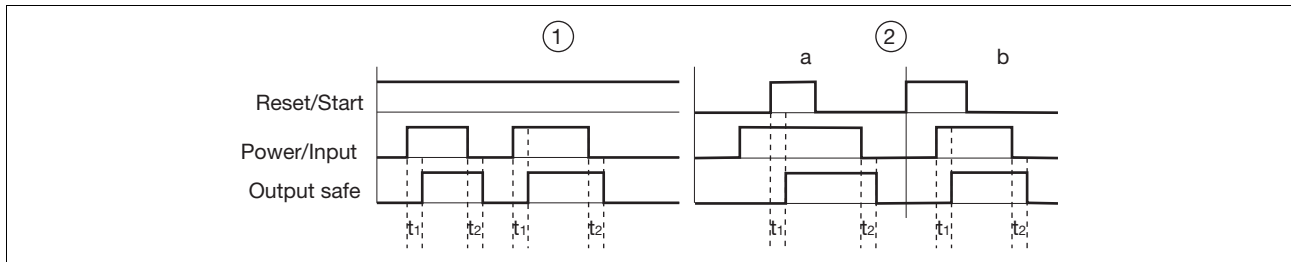 1 2
a b
Reset/Start
Power/Input
Output safe
t1 t2 t1 t2 t1 t2 t1 t2